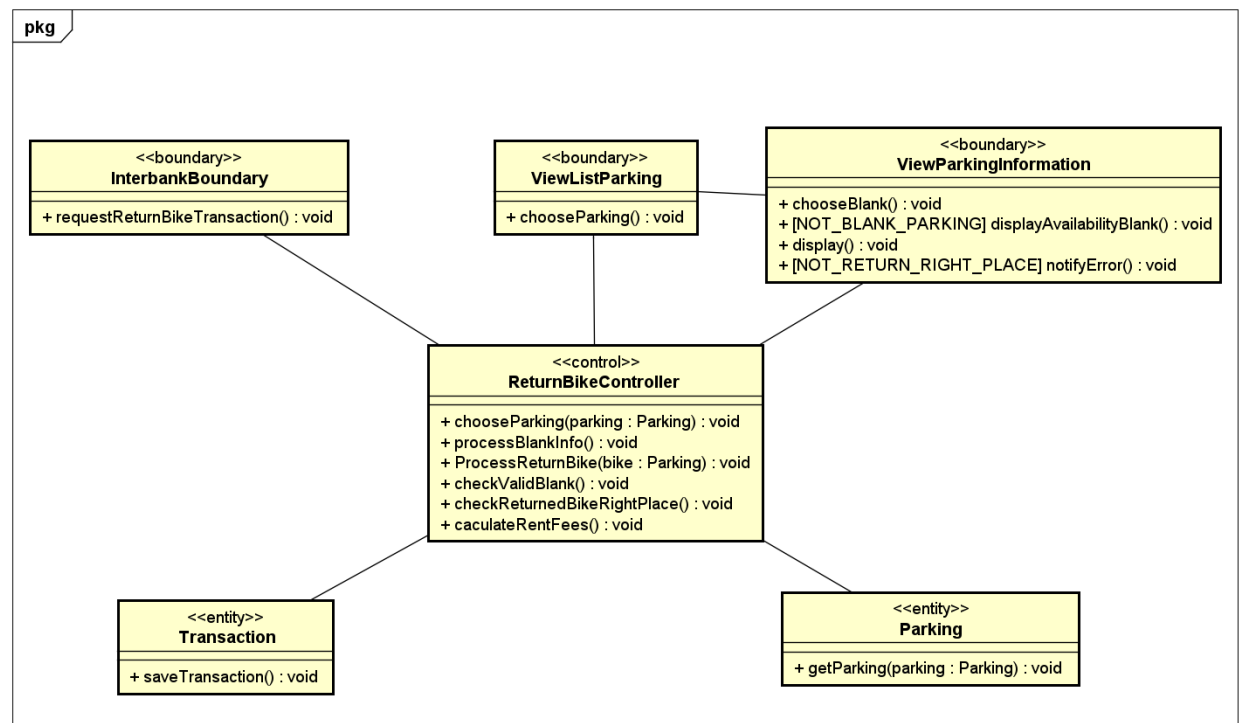 pkg
<<boundary>>
InterbankBoundary
+ requestReturnBikeTransaction() : void
<<boundary>>
ViewListParking
+ chooseParking() : void
<<boundary>>
ViewParkingInformation
+ chooseBlank() : void
+ [NOT_BLANK_PARKING] displayAvailabilityBlank() : void
+ display() : void
+ [NOT_RETURN_RIGHT_PLACE] notifyError() : void
<<control>>
ReturnBikeController
+ chooseParking(parking : Parking) : void
+ processBlankInfo() : void
+ ProcessReturnBike(bike : Parking) : void
+ checkValidBlank() : void
+ checkReturnedBikeRightPlace() : void
+ caculateRentFees() : void
<<entity>>
Transaction
+ saveTransaction() : void
<<entity>>
Parking
+ getParking(parking : Parking) : void